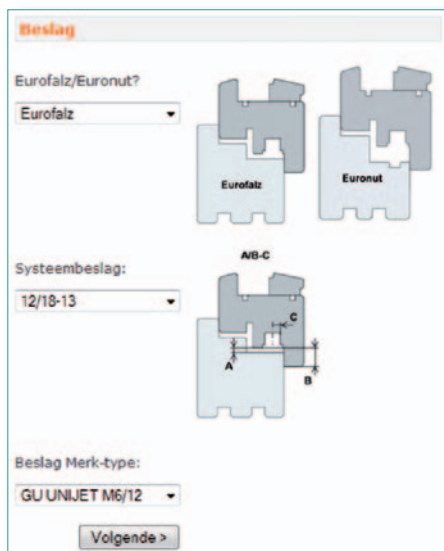 Beslag
Eurofalz/Euronut?
Eurofalz
Eurofalz
Euronut
A/B-C
Systeembeslag:
12/18-13
C
A
B
Beslag Merk-type:
GU UNIJET M6/12
Volgende >